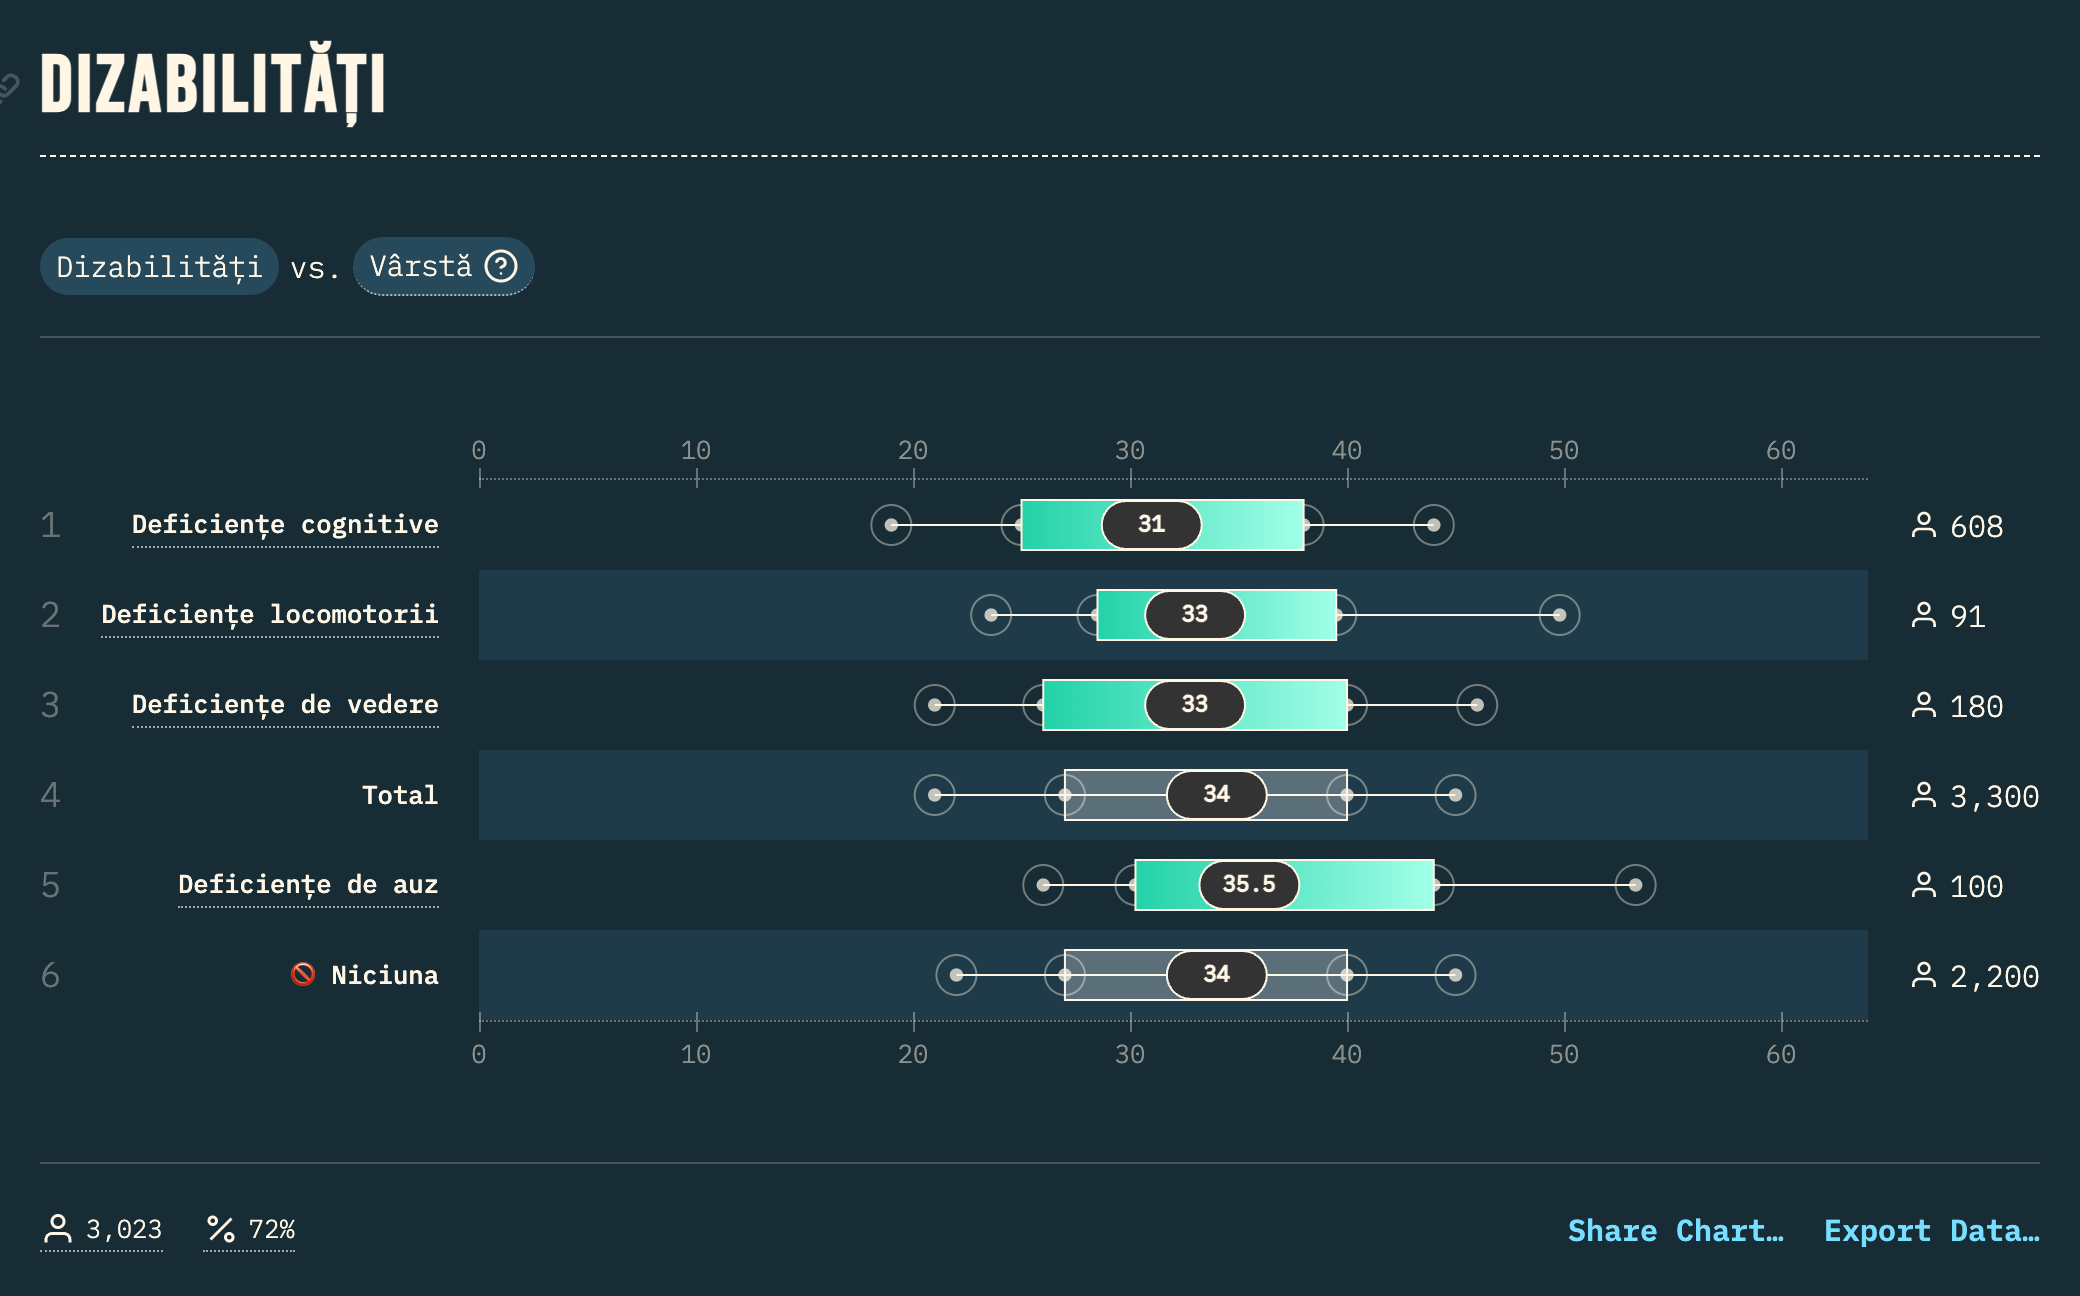 DIZABILITĂȚI
Dizabilități vs. Vârstă ?
0 10 20 30 40 50 60
1 Deficiențe cognitive 31 608
2 Deficiențe locomotorii 33 91
3 Deficiențe de vedere 33 180
4 Total 34 3,300
5 Deficiențe de auz 35.5 100
6 🚫 Niciuna 34 2,200
0 10 20 30 40 50 60
3,023 % 72% Share Chart… Export Data…